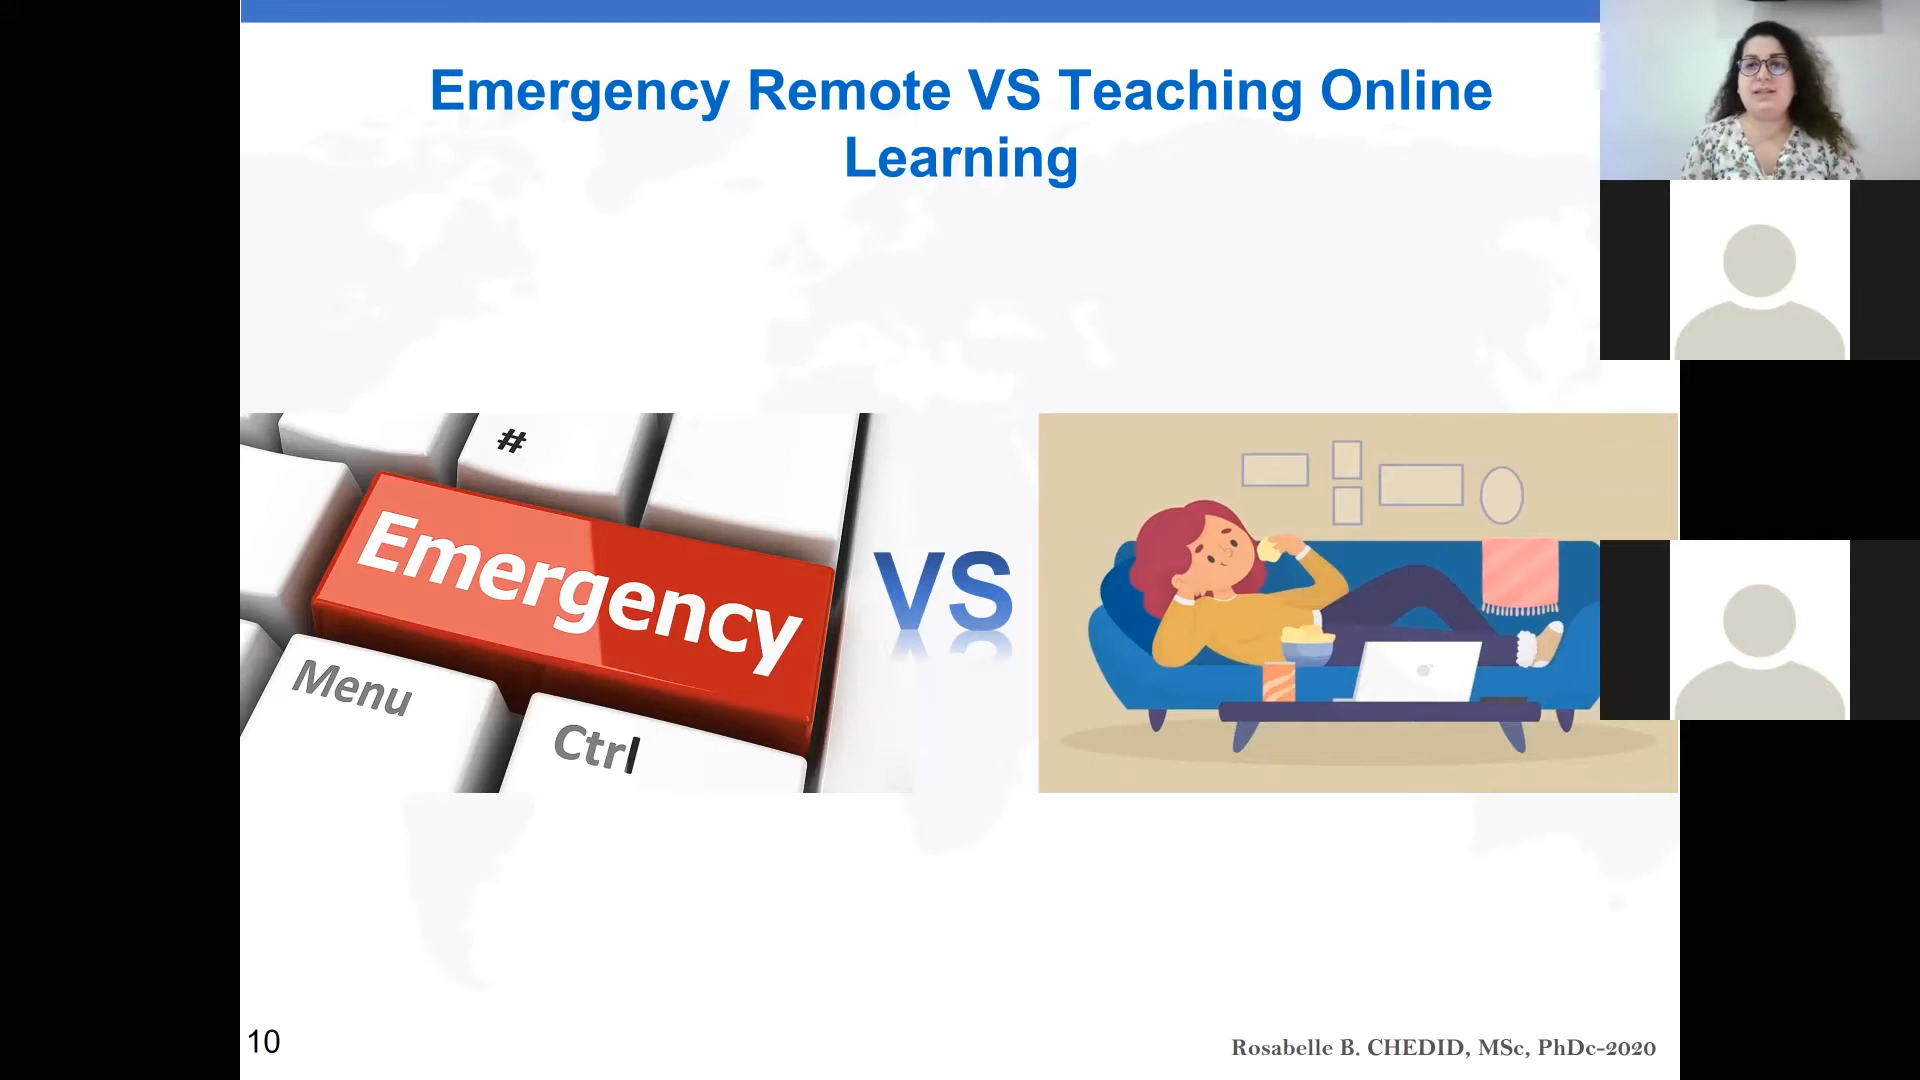 Emergency Remote VS Teaching Online
Learning
#
Emergency
Menu
Ctrl
VS
10
Rosabelle B. CHEDID, MSc, PhDc-2020